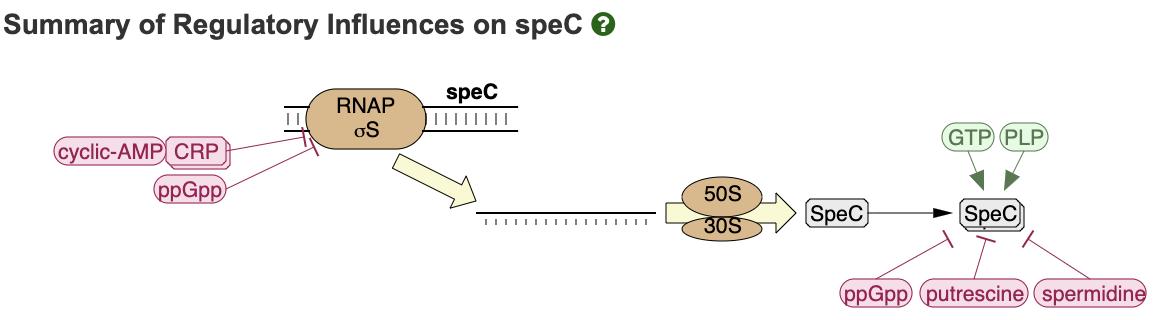 Summary of Regulatory Influences on speC ?
speC
RNAP
σS
cyclic-AMP CRP
ppGpp
GTP PLP
50S
30S
SpeC
SpeC
ppGpp putrescine spermidine